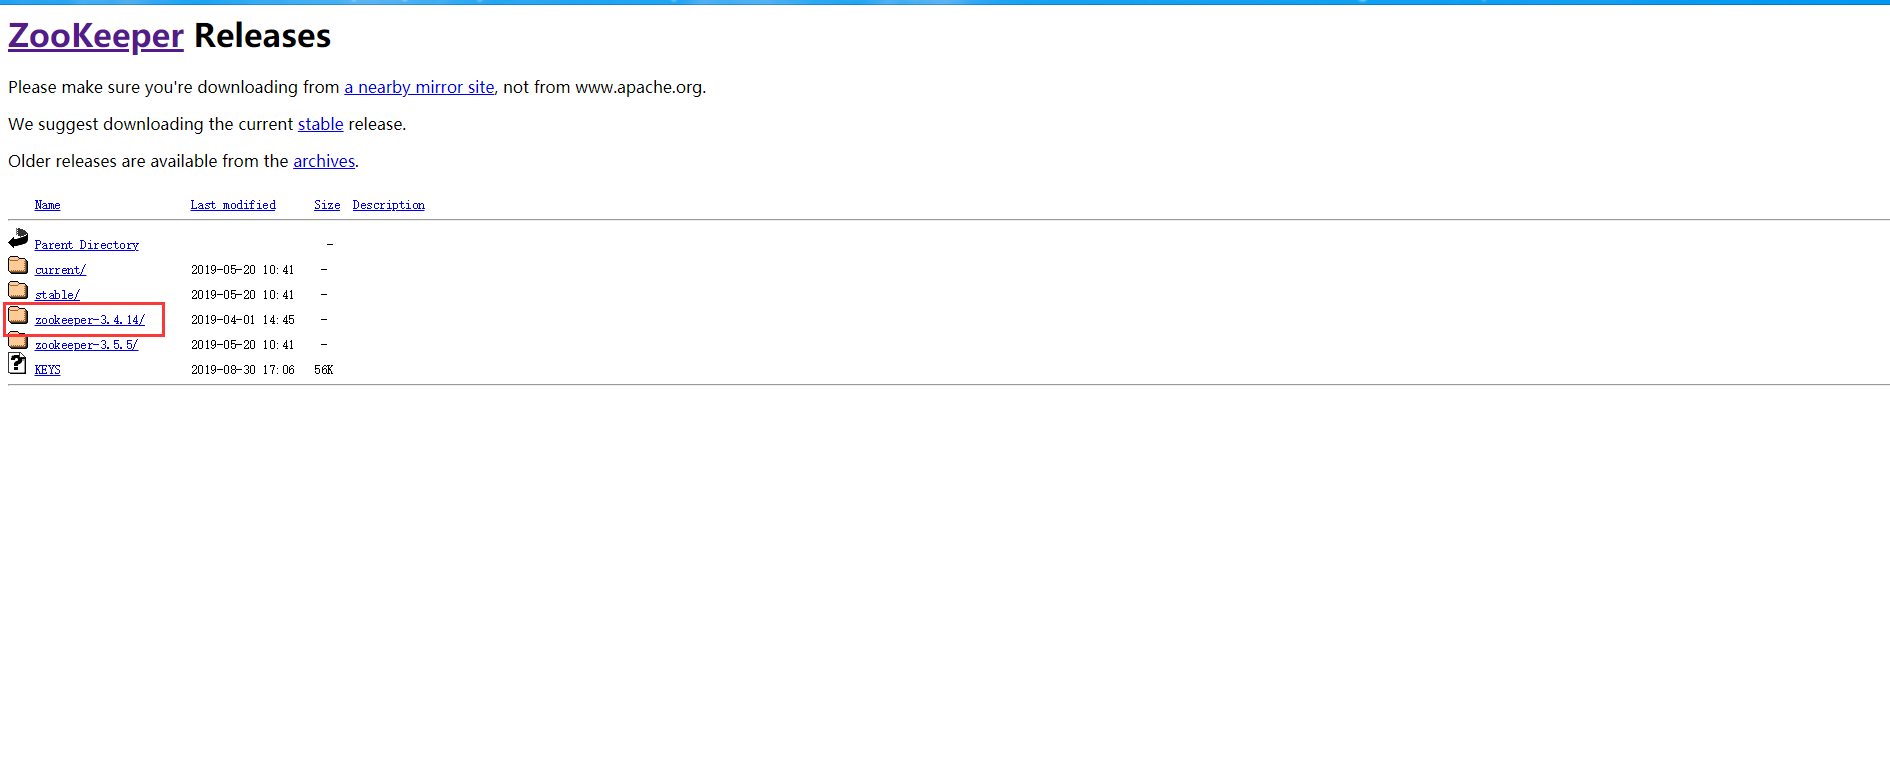 ZooKeeper Releases
Please make sure you're downloading from a nearby mirror site, not from www.apache.org.
We suggest downloading the current stable release.
Older releases are available from the archives.
Name Last modified Size Description
Parent Directory -
current/ 2019-05-20 10:41 -
stable/ 2019-05-20 10:41 -
zookeeper-3.4.14/ 2019-04-01 14:45 -
zookeeper-3.5.5/ 2019-05-20 10:41 -
KEYS 2019-08-30 17:06 56K